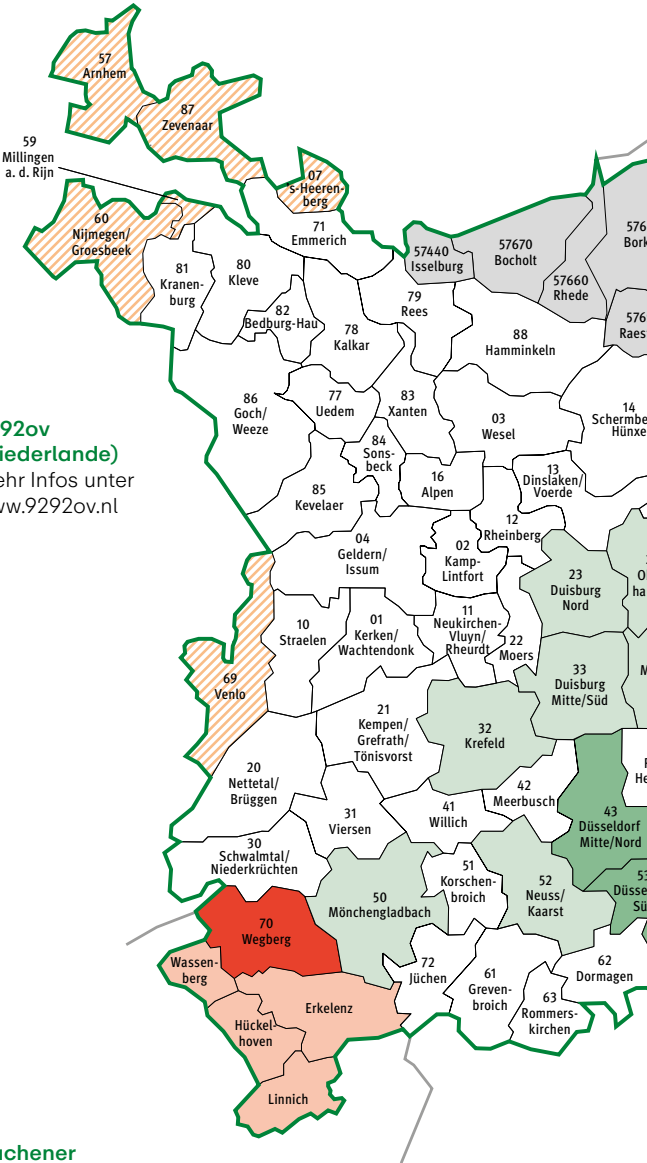 57
Arnhem
87
Zevenaar
59
Millingen
a. d. Rijn
07
's-Heeren-
berg
60
Nijmegen/
Groesbeek
71
Emmerich
57440
Isselburg
57670
Bocholt
57660
Rhede
81
Kranen-
burg
80
Kleve
82
Bedburg-Hau
78
Kalkar
79
Rees
88
Hamminkeln
86
Goch/
Weeze
77
Uedem
83
Xanten
03
Wesel
14
84
Sons-
beck
16
Alpen
13
Dinslaken/
Voerde
85
Kevelaer
12
Rheinberg
04
Geldern/
Issum
02
Kamp-
Lintfort
23
Duisburg
Nord
10
Straelen
01
Kerken/
Wachtendonk
11
Neukirchen-
Vluyn/
Rheurdt
22
Moers
33
Duisburg
Mitte/Süd
69
Venlo
21
Kempen/
Grefrath/
Tönisvorst
32
Krefeld
20
Nettetal/
Brüggen
42
Meerbusch
31
Viersen
41
Willich
43
Düsseldorf
Mitte/Nord
30
Schwalmtal/
Niederkrüchten
51
Korschen-
broich
52
Neuss/
Kaarst
53
50
Mönchengladbach
70
Wegberg
72
Jüchen
61
Greven-
broich
62
Dormagen
63
Rommers-
kirchen
Wassen-
berg
Erkelenz
Hückel-
hoven
Linnich
92ov
iederlande)
ehr Infos unter
ww.9292ov.nl
achener